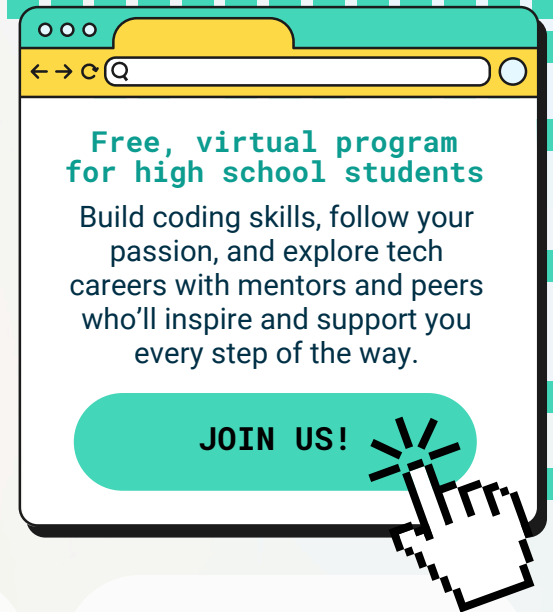 Free, virtual program
for high school students
Build coding skills, follow your
passion, and explore tech
careers with mentors and peers
who’ll inspire and support you
every step of the way.
JOIN US!